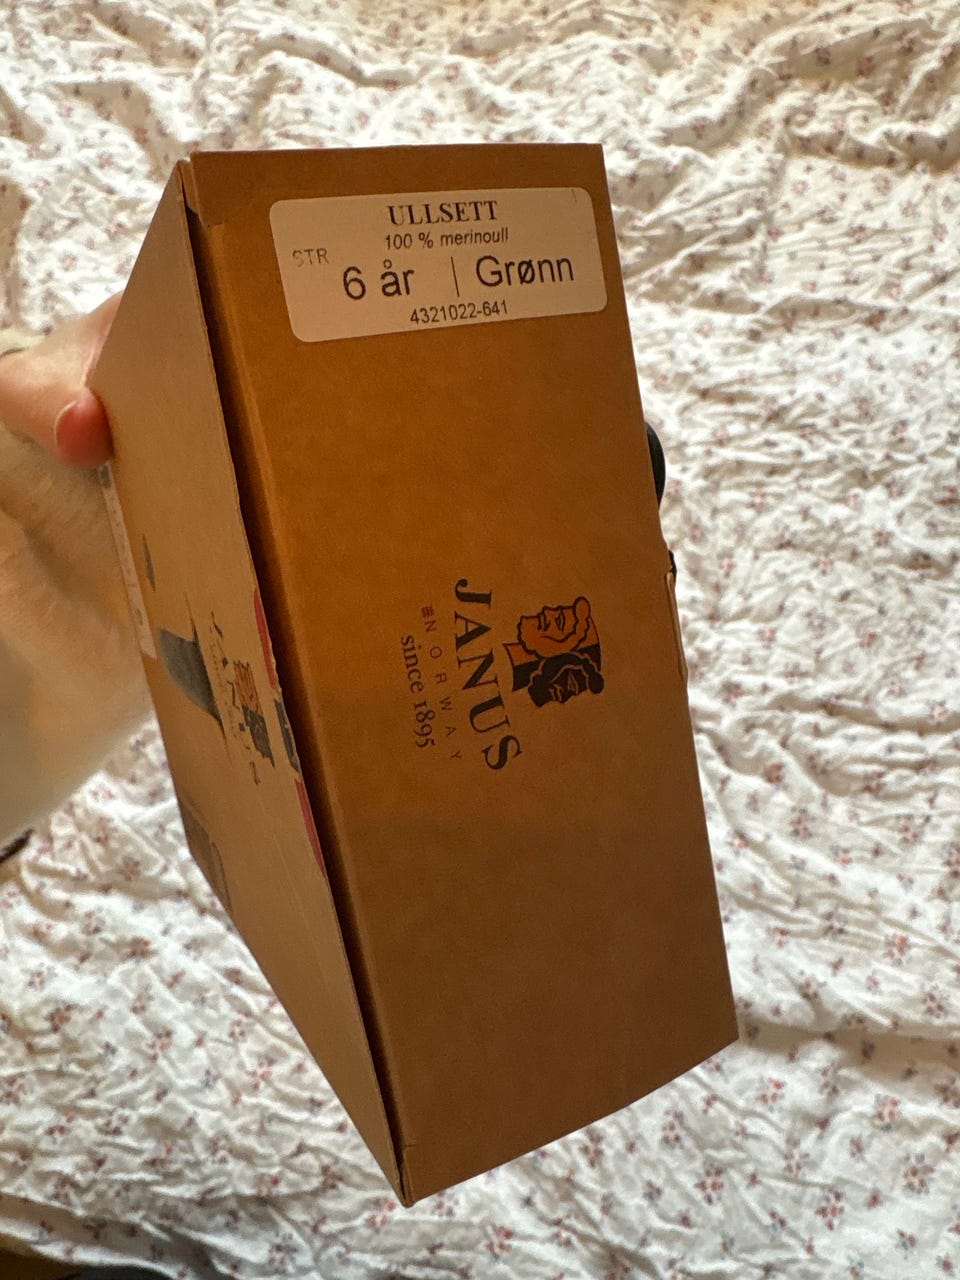 ULLSETT
100 % merinoull
STR 6 år | Grønn
4321022-641
JANUS
NORWAY
since 1895